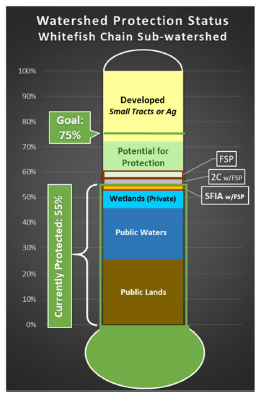 Watershed Protection Status
Whitefish Chain Sub-watershed
100%
90%
80%
70%
60%
50%
40%
30%
20%
10%
0%
Goal:
75%
Currently Protected: 55%
Developed
Small Tracts or Ag
Potential for
Protection
FSP
2C w/FSP
SFIA w/FSP
Wetlands (Private)
Public Waters
Public Lands